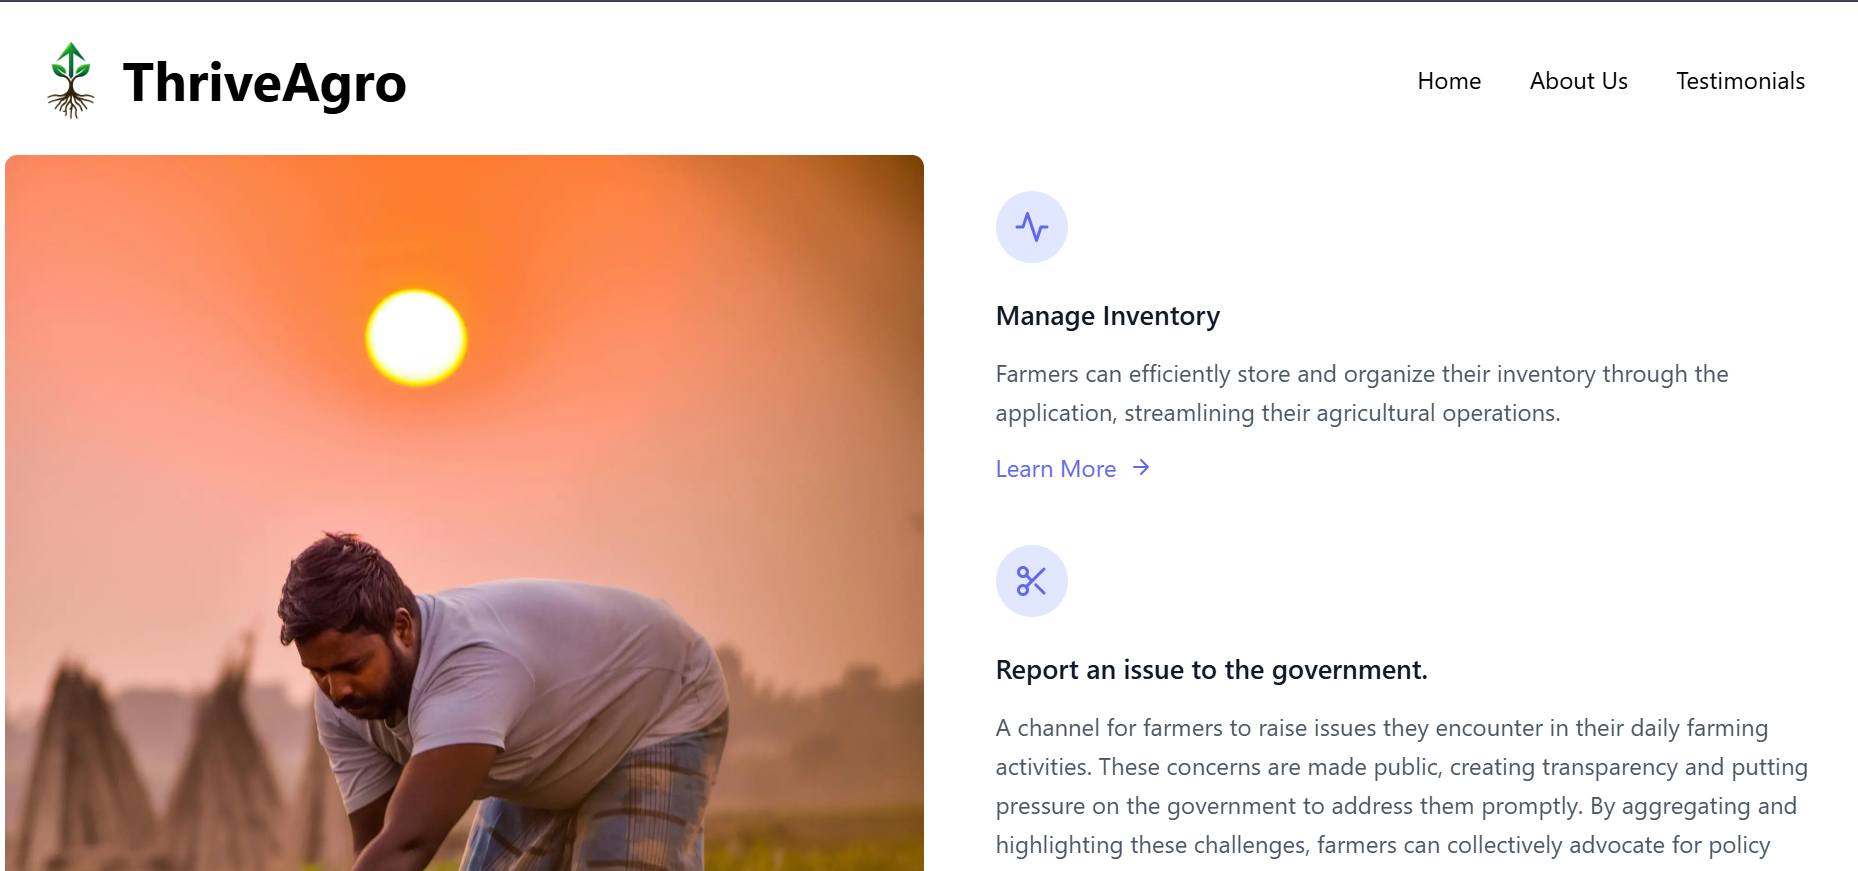 ThriveAgro
Home
About Us
Testimonials
Manage Inventory
Farmers can efficiently store and organize their inventory through the
application, streamlining their agricultural operations.
Learn More
Report an issue to the government.
A channel for farmers to raise issues they encounter in their daily farming
activities. These concerns are made public, creating transparency and putting
pressure on the government to address them promptly. By aggregating and
highlighting these challenges, farmers can collectively advocate for policy